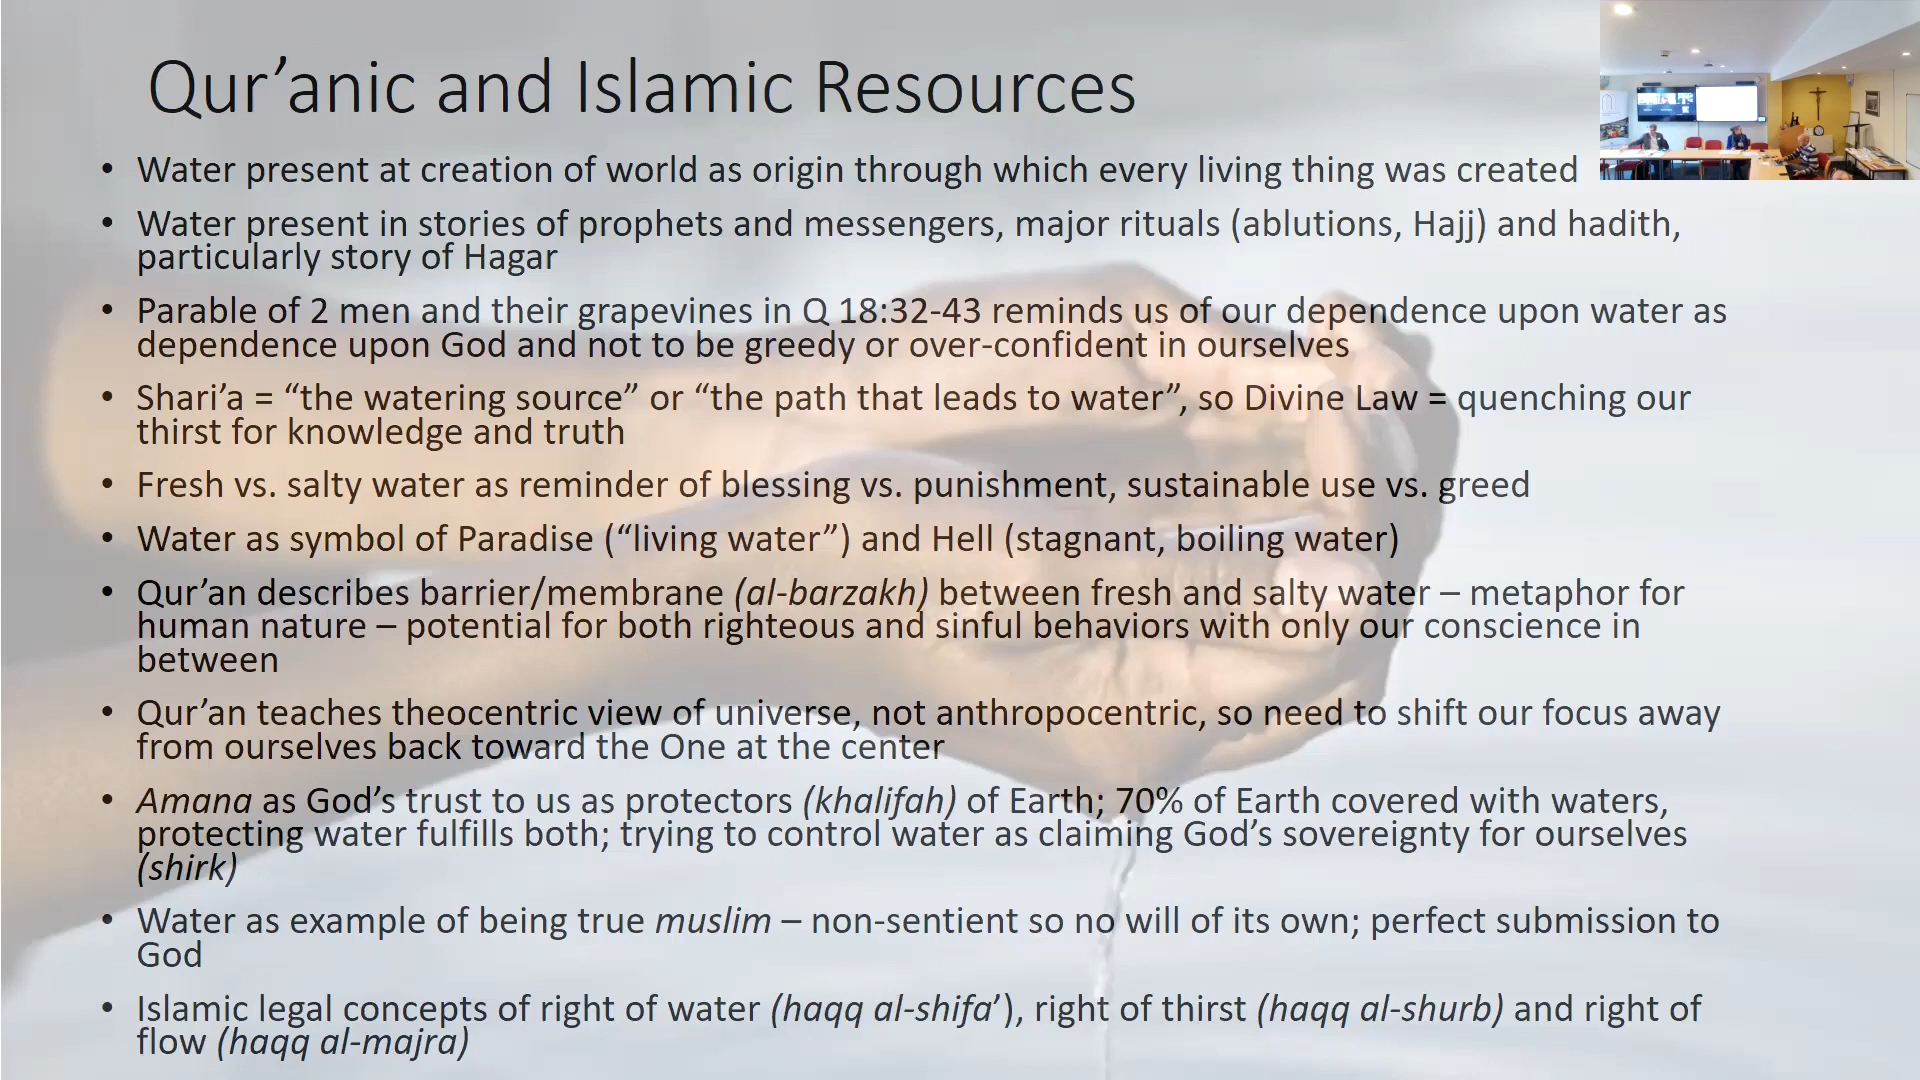 Qur’anic and Islamic Resources
• Water present at creation of world as origin through which every living thing was created
• Water present in stories of prophets and messengers, major rituals (ablutions, Hajj) and hadith,
particularly story of Hagar
• Parable of 2 men and their grapevines in Q 18:32-43 reminds us of our dependence upon water as
dependence upon God and not to be greedy or over-confident in ourselves
• Shari’a = “the watering source” or “the path that leads to water”, so Divine Law = quenching our
thirst for knowledge and truth
• Fresh vs. salty water as reminder of blessing vs. punishment, sustainable use vs. greed
• Water as symbol of Paradise (“living water”) and Hell (stagnant, boiling water)
• Qur’an describes barrier/membrane (al-barzakh) between fresh and salty water – metaphor for
human nature – potential for both righteous and sinful behaviors with only our conscience in
between
• Qur’an teaches theocentric view of universe, not anthropocentric, so need to shift our focus away
from ourselves back toward the One at the center
• Amana as God’s trust to us as protectors (khalifah) of Earth; 70% of Earth covered with waters,
protecting water fulfills both; trying to control water as claiming God’s sovereignty for ourselves
(shirk)
• Water as example of being true muslim – non-sentient so no will of its own; perfect submission to
God
• Islamic legal concepts of right of water (haqq al-shifa’), right of thirst (haqq al-shurb) and right of
flow (haqq al-majra)